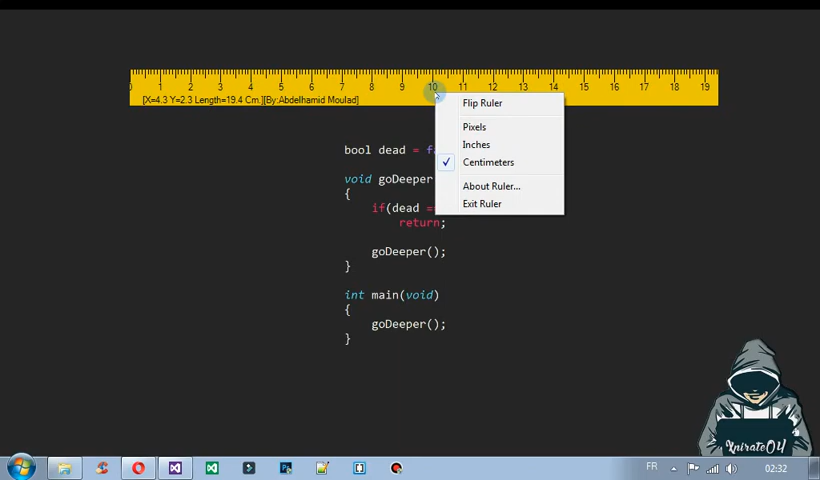 0 1 2 3 4 5 6 7 8 9 10 11 12 13 14 15 16 17 18 19
[X=4.3 Y=2.3 Length=19.4 Cm.][By:Abdelhamid Moulad]
Flip Ruler
Pixels
Inches
Centimeters
About Ruler...
Exit Ruler
bool dead =
void goDeeper
{
if(dead =
return;
goDeeper();
}
int main(void)
{
goDeeper();
}
XnirateOY
FR
02:32